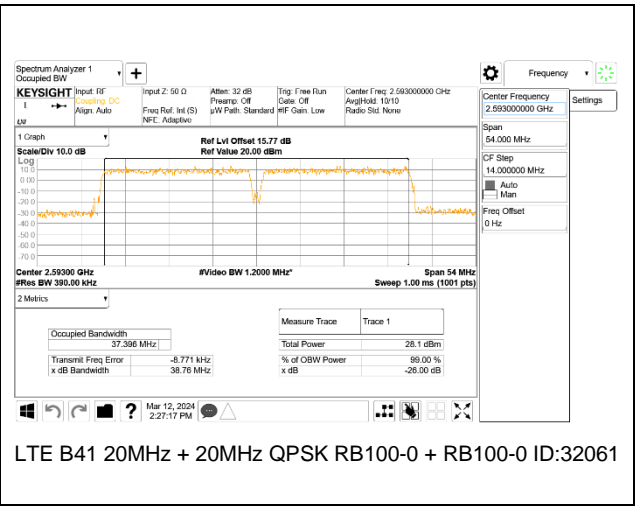 Spectrum Analyzer 1
Occupied BW
Frequency
KEYSIGHT
Input: RF
Coupling: DC
Align: Auto
Input Z: 50 Ω
Freq Ref: Int (S)
NFE: Adaptive
Atten: 32 dB
Preamp: Off
µW Path: Standard
Trig: Free Run
Gate: Off
#IF Gain: Low
Center Freq: 2.593000000 GHz
Avg|Hold: 10/10
Radio Std: None
Center Frequency
2.593000000 GHz
Settings
Span
54.000 MHz
CF Step
14.000000 MHz
Auto
Man
Freq Offset
0 Hz
1 Graph
Scale/Div 10.0 dB
Ref Lvl Offset 15.77 dB
Ref Value 20.00 dBm
Log
10.0
0.00
-10.0
-20.0
-30.0
-40.0
-50.0
-60.0
-70.0
Center 2.59300 GHz
#Res BW 390.00 kHz
#Video BW 1.2000 MHz*
Span 54 MHz
Sweep 1.00 ms (1001 pts)
2 Metrics
Measure Trace Trace 1
Occupied Bandwidth
37.396 MHz
Total Power 28.1 dBm
Transmit Freq Error -8.771 kHz
% of OBW Power 99.00 %
x dB Bandwidth 38.76 MHz
x dB -26.00 dB
Mar 12, 2024
2:27:17 PM
LTE B41 20MHz + 20MHz QPSK RB100-0 + RB100-0 ID:32061